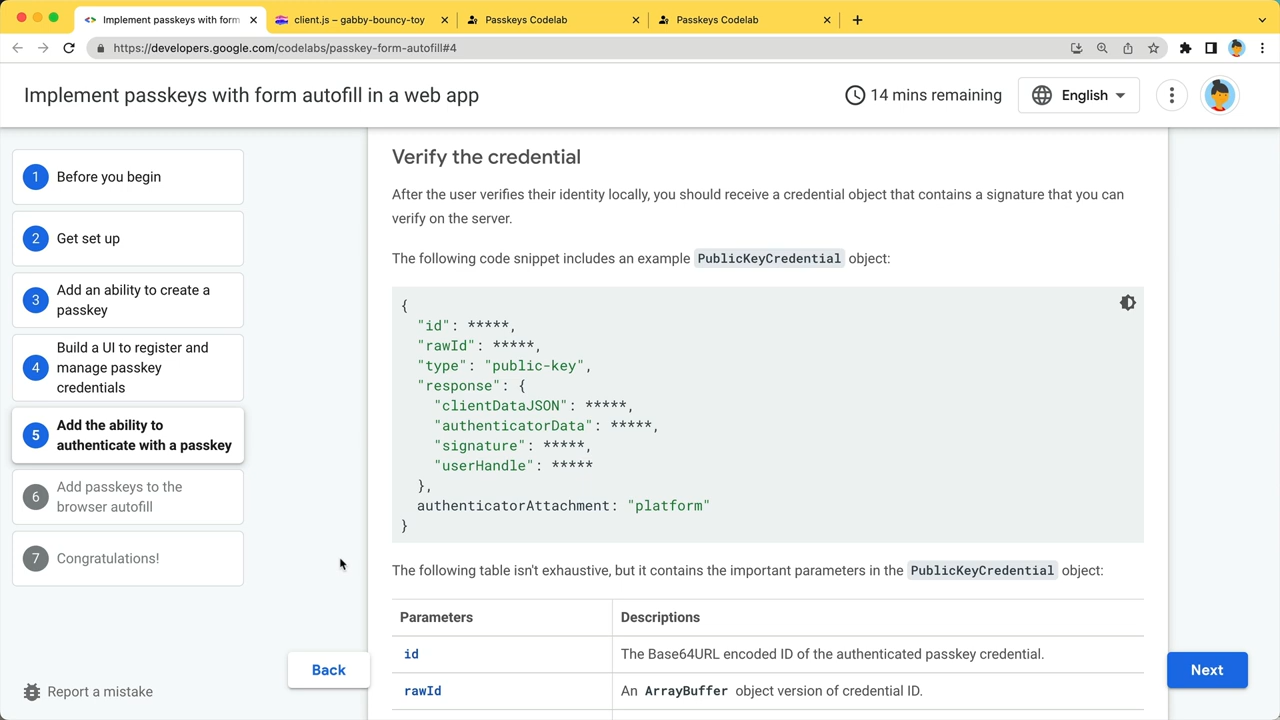 Implement passkeys with form
client.js – gabby-bouncy-toy
Passkeys Codelab
Passkeys Codelab
https://developers.google.com/codelabs/passkey-form-autofill#4
Implement passkeys with form autofill in a web app
14 mins remaining
English
1 Before you begin
2 Get set up
3 Add an ability to create a
passkey
4 Build a UI to register and
manage passkey
credentials
5 Add the ability to
authenticate with a passkey
6 Add passkeys to the
browser autofill
7 Congratulations!
Report a mistake
Verify the credential
After the user verifies their identity locally, you should receive a credential object that contains a signature that you can
verify on the server.
The following code snippet includes an example PublicKeyCredential object:
{
"id": *****,
"rawId": *****,
"type": "public-key",
"response": {
"clientDataJSON": *****,
"authenticatorData": *****,
"signature": *****,
"userHandle": *****
},
authenticatorAttachment: "platform"
}
The following table isn't exhaustive, but it contains the important parameters in the PublicKeyCredential object:
Parameters Descriptions
id The Base64URL encoded ID of the authenticated passkey credential.
rawId An ArrayBuffer object version of credential ID.
Back
Next